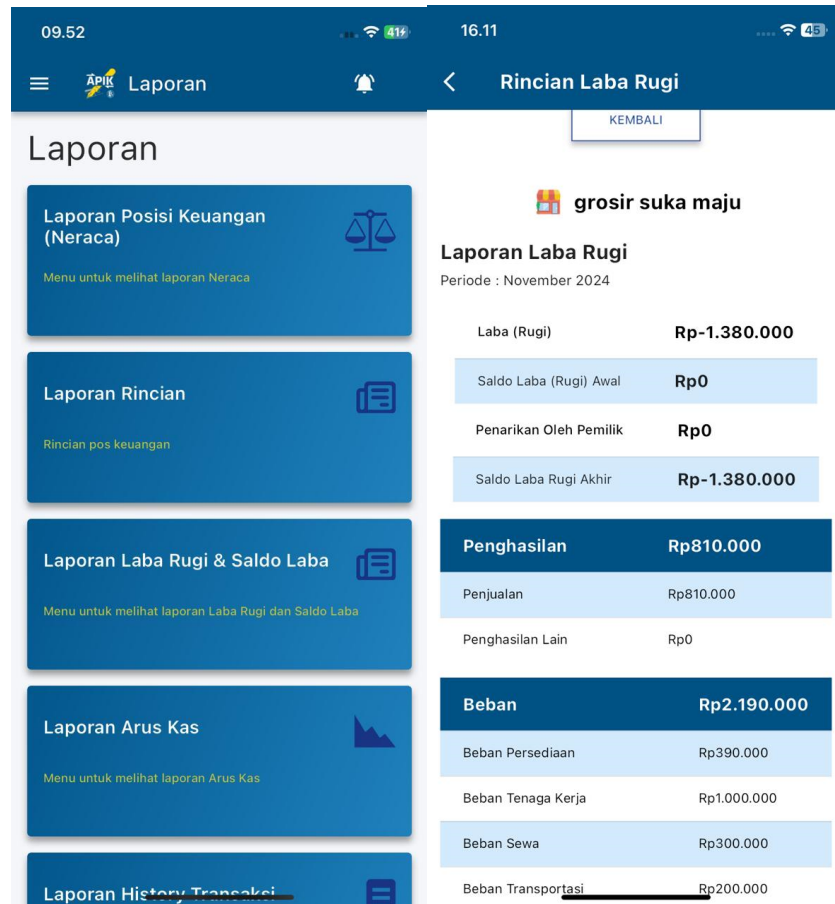 09.52
41
APIK Laporan
Laporan
Laporan Posisi Keuangan
(Neraca)
Menu untuk melihat laporan Neraca
Laporan Rincian
Rincian pos keuangan
Laporan Laba Rugi & Saldo Laba
Menu untuk melihat laporan Laba Rugi dan Saldo Laba
Laporan Arus Kas
Menu untuk melihat laporan Arus Kas
Laporan History Transaksi
16.11
45
Rincian Laba Rugi
KEMBALI
grosir suka maju
Laporan Laba Rugi
Periode : November 2024
Laba (Rugi) Rp-1.380.000
Saldo Laba (Rugi) Awal Rp0
Penarikan Oleh Pemilik Rp0
Saldo Laba Rugi Akhir Rp-1.380.000
Penghasilan Rp810.000
Penjualan Rp810.000
Penghasilan Lain Rp0
Beban Rp2.190.000
Beban Persediaan Rp390.000
Beban Tenaga Kerja Rp1.000.000
Beban Sewa Rp300.000
Beban Transportasi Rp200.000